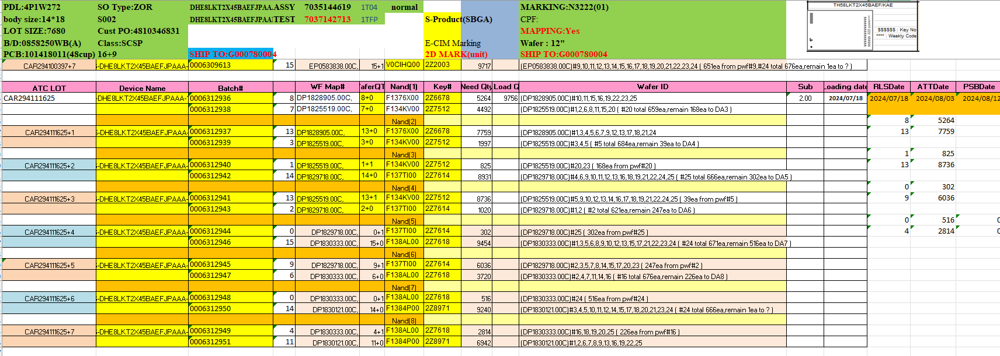 PDL:4P1W272 SO Type:ZOR DHE8LKT2X45BAEFJPAA. ASSY 7035144619 1T04 normal MARKING:N3222(01) TH58LKT2X45BAEF/KAE
body size:14*18 S002 DHE8LKT2X45BAEFJPAA TEST 7037142713 1TFP S-Product(SBGA) CPF:
LOT SIZE:7680 Cust PO:4810346831 MAPPING:Yes $$$$$$ : Key No
B/D:0858250WB(A) Class:SCSP E-CIM Marking Wafer : 12" **** : Weekly Code
PCB:101418011(48cup) 16+9 SHIP TO:G000780004 2D MARK(unit) SHIP TO:G000780004
CAR294100397+7 S-DHE8LKT2X45BAEFJPAAA- 0006309613 15 EP0583838.00C, 15+1 V0CIHQ00 2Z2003 9717 (EP0583838.00C)#9,10,11,12,13,14,15,16,17,18,19,20,21,22,23,24 ( 651ea from pwf#9,#24 total 676ea,remain 1ea to ? )
ATC LOT Device Name Batch# WF Map# aferQT Nand(1) Key# Need Qty Load Q Wafer ID Sub Loading date RLSDate ATTDate PSBDate
CAR294111625 -DHE8LKT2X45BAEFJPAAA- 0006312936 8 DP1828905.00C, 8+0 F1376X00 2Z6678 5264 9756 (DP1828905.00C)#10,11,15,16,19,22,23,25 2.00 2024/07/18 2024/07/18 2024/08/03 2024/08/12
0006312938 7 DP1825519.00C, 7+0 F134KV00 2Z7512 4492 (DP1825519.00C)#1,2,6,8,11,15,20 ( #20 total 659ea,remain 168ea to DA3 )
Nand(2) 8 5264
CAR294111625+1 S-DHE8LKT2X45BAEFJPAAA- 0006312937 13 DP1828905.00C, 13+0 F1376X00 2Z6678 7759 (DP1828905.00C)#1,3,4,5,6,7,9,12,13,17,18,21,24 13 7759
0006312939 3 DP1825519.00C, 3+0 F134KV00 2Z7512 1997 (DP1825519.00C)#3,4,5 ( #5 total 684ea,remain 39ea to DA4 )
Nand(3) 1 825
CAR294111625+2 S-DHE8LKT2X45BAEFJPAAA- 0006312940 1 DP1825519.00C, 1+1 F134KV00 2Z7512 825 (DP1825519.00C)#20,23 ( 168ea from pwf#20 ) 13 8736
0006312942 14 DP1829718.00C, 14+0 F137TI00 2Z7614 8931 (DP1829718.00C)#4,6,9,10,11,12,13,16,18,19,21,22,24,25 ( #25 total 666ea,remain 302ea to DA5 )
Nand(4) 0 302
CAR294111625+3 S-DHE8LKT2X45BAEFJPAAA- 0006312941 13 DP1825519.00C, 13+1 F134KV00 2Z7512 8736 (DP1825519.00C)#5,9,10,12,13,14,16,17,18,19,21,22,24,25 ( 39ea from pwf#5 ) 9 6036
0006312943 2 DP1829718.00C, 2+0 F137TI00 2Z7614 1020 (DP1829718.00C)#1,2 ( #2 total 621ea,remain 247ea to DA6 )
Nand(5) 0 516 0
CAR294111625+4 S-DHE8LKT2X45BAEFJPAAA- 0006312944 0 DP1829718.00C, 0+1 F137TI00 2Z7614 302 (DP1829718.00C)#25 ( 302ea from pwf#25 ) 4 2814 0
0006312946 15 DP1830333.00C, 15+0 F138AL00 2Z7618 9454 (DP1830333.00C)#1,3,5,6,8,9,10,12,13,15,17,21,22,23,24 ( #24 total 671ea,remain 516ea to DA7 )
Nand(6)
CAR294111625+5 S-DHE8LKT2X45BAEFJPAAA- 0006312945 9 DP1829718.00C, 9+1 F137TI00 2Z7614 6036 (DP1829718.00C)#2,3,5,7,8,14,15,17,20,23 ( 247ea from pwf#2 )
0006312947 6 DP1830333.00C, 6+0 F138AL00 2Z7618 3720 (DP1830333.00C)#2,4,7,11,14,16 ( #16 total 676ea,remain 226ea to DA8 )
Nand(7)
CAR294111625+6 S-DHE8LKT2X45BAEFJPAAA- 0006312948 0 DP1830333.00C, 0+1 F138AL00 2Z7618 516 (DP1830333.00C)#24 ( 516ea from pwf#24 )
0006312950 14 DP1830121.00C, 14+0 F1384P00 2Z8971 9240 (DP1830121.00C)#3,4,5,10,11,12,14,15,17,18,20,21,23,24 ( #24 total 666ea,remain 1ea to ? )
Nand(8)
CAR294111625+7 S-DHE8LKT2X45BAEFJPAAA- 0006312949 4 DP1830333.00C, 4+1 F138AL00 2Z7618 2814 (DP1830333.00C)#16,18,19,20,25 ( 226ea from pwf#16 )
0006312951 11 DP1830121.00C, 11+0 F1384P00 2Z8971 6942 (DP1830121.00C)#1,2,6,7,8,9,13,16,19,22,25